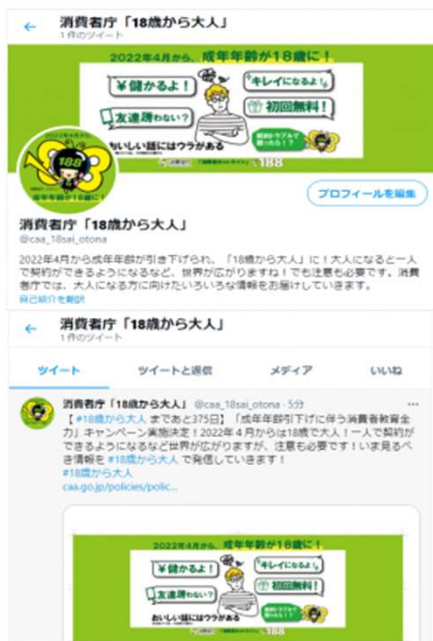 消費者庁「18歳から大人」
1 件のツイート
2022年4月から、成年年齢が18歳に！
¥儲かるよ！
キレイになるよ！
友達誘わない？
初回無料！
おいしい話にはウラがある
188
188
プロフィールを編集
消費者庁「18歳から大人」
@caa_18sai_otona
2022年4月から成年年齢が引き下げられ、「18歳から大人」に！大人になると一人
で契約ができるようになるなど、世界が広がりますね！でも注意も必要です。消費
者庁では、大人になる方に向けたいろいろな情報をお届けしていきます。
自己紹介を翻訳
消費者庁「18歳から大人」
1 件のツイート
ツイート
ツイートと返信
メディア
いいね
消費者庁「18歳から大人」 @caa_18sai_otona · 5分
【 #18歳から大人 まであと375日】「成年年齢引下げに伴う消費者教育全
力」キャンペーン実施決定！2022年４月からは18歳で大人！一人で契約が
できるようになるなど世界が広がりますが、注意も必要です！いま見るべ
き情報を #18歳から大人 で発信していきます！
#18歳から大人
caa.go.jp/policies/polic...
2022年4月から、成年年齢が18歳に！
¥儲かるよ！
キレイになるよ！
友達誘わない？
初回無料！
おいしい話にはウラがある
188